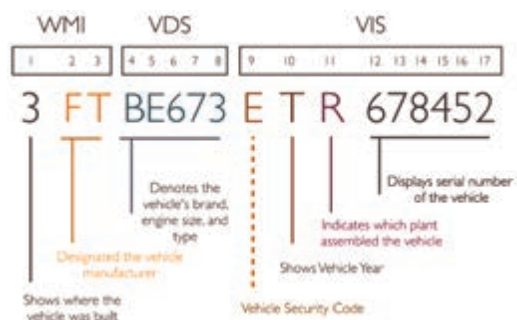 WMI VDS VIS
1 2 3 4 5 6 7 8 9 10 11 12 13 14 15 16 17
3 FT BE673 E T R 678452
Denotes the
vehicle's brand,
engine size, and
type
Displays serial number
of the vehicle
Designated the vehicle
manufacturer
Indicates which plant
assembled the vehicle
Shows Vehicle Year
Shows where the
vehicle was built
Vehicle Security Code